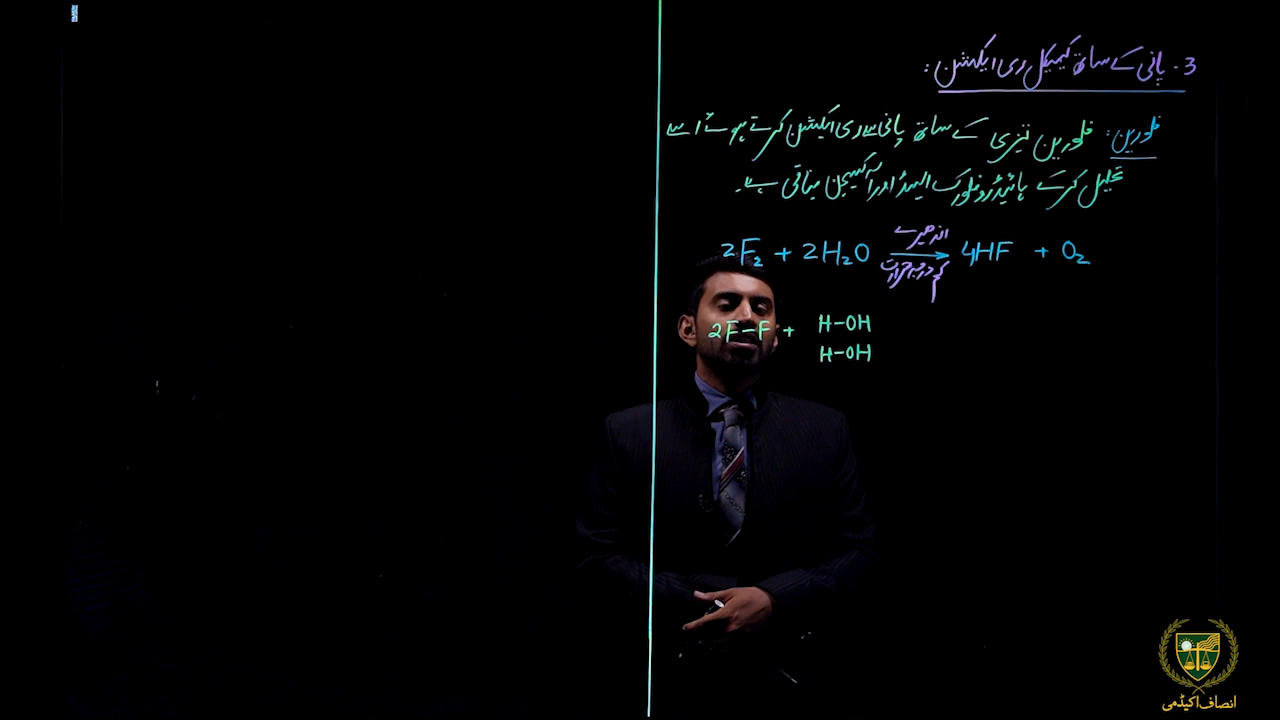 3. پانی کے ساتھ کیمیکل ری ایکشن:
فلورین: فلورین تیزی کے ساتھ پانی سے ری ایکشن کرتے ہوئے اسے
تحلیل کرکے ہائیڈروفلورک ایسڈ اور آکسیجن بناتی ہے۔
2F₂ + 2H₂O → 4HF + O₂
اندھیرے
کم درجہ حرارت
2F–F + H–OH
H–OH
انصاف اکیڈمی